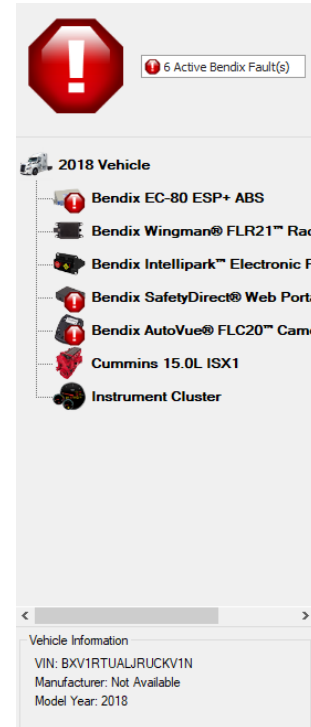 6 Active Bendix Fault(s)
2018 Vehicle
Bendix EC-80 ESP+ ABS
Bendix Wingman® FLR21™ Rad
Bendix Intellipark™ Electronic P
Bendix SafetyDirect® Web Porta
Bendix AutoVue® FLC20™ Came
Cummins 15.0L ISX1
Instrument Cluster
Vehicle Information
VIN: BXV1RTUALJRUCKV1N
Manufacturer: Not Available
Model Year: 2018